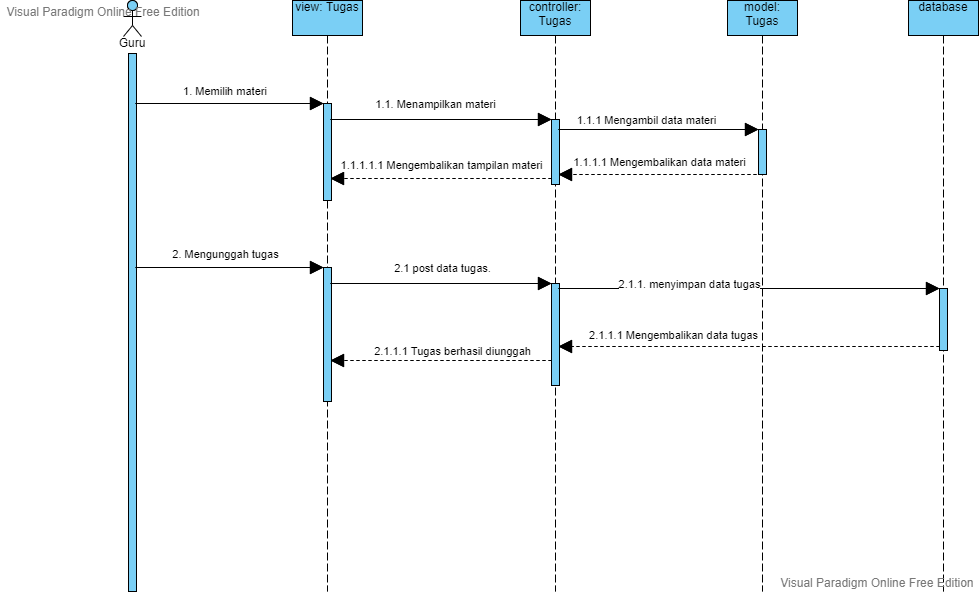 Visual Paradigm Online Free Edition
view: Tugas
controller:
Tugas
model:
Tugas
database
Guru
1. Memilih materi
1.1. Menampilkan materi
1.1.1 Mengambil data materi
1.1.1.1 Mengembalikan data materi
1.1.1.1.1 Mengembalikan tampilan materi
2. Mengunggah tugas
2.1 post data tugas.
2.1.1. menyimpan data tugas
2.1.1.1 Mengembalikan data tugas
2.1.1.1 Tugas berhasil diunggah
Visual Paradigm Online Free Edition